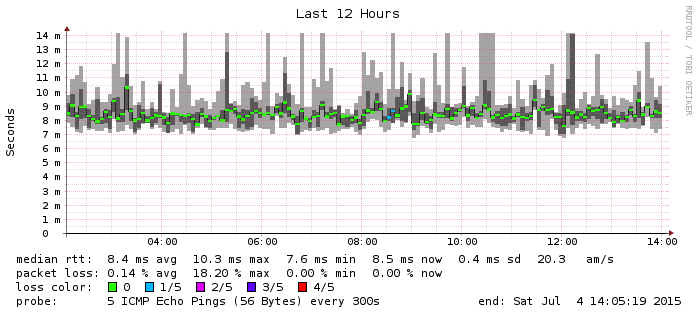 Last 12 Hours
RRDTOOL / TOBI OETIKER
Seconds
14 m
13 m
12 m
11 m
10 m
9 m
8 m
7 m
6 m
5 m
4 m
3 m
2 m
1 m
0
04:00 06:00 08:00 10:00 12:00 14:00
median rtt: 8.4 ms avg 10.3 ms max 7.6 ms min 8.5 ms now 0.4 ms sd 20.3 am/s
packet loss: 0.14 % avg 18.20 % max 0.00 % min 0.00 % now
loss color: 0 1/5 2/5 3/5 4/5
probe: 5 ICMP Echo Pings (56 Bytes) every 300s end: Sat Jul 4 14:05:19 2015